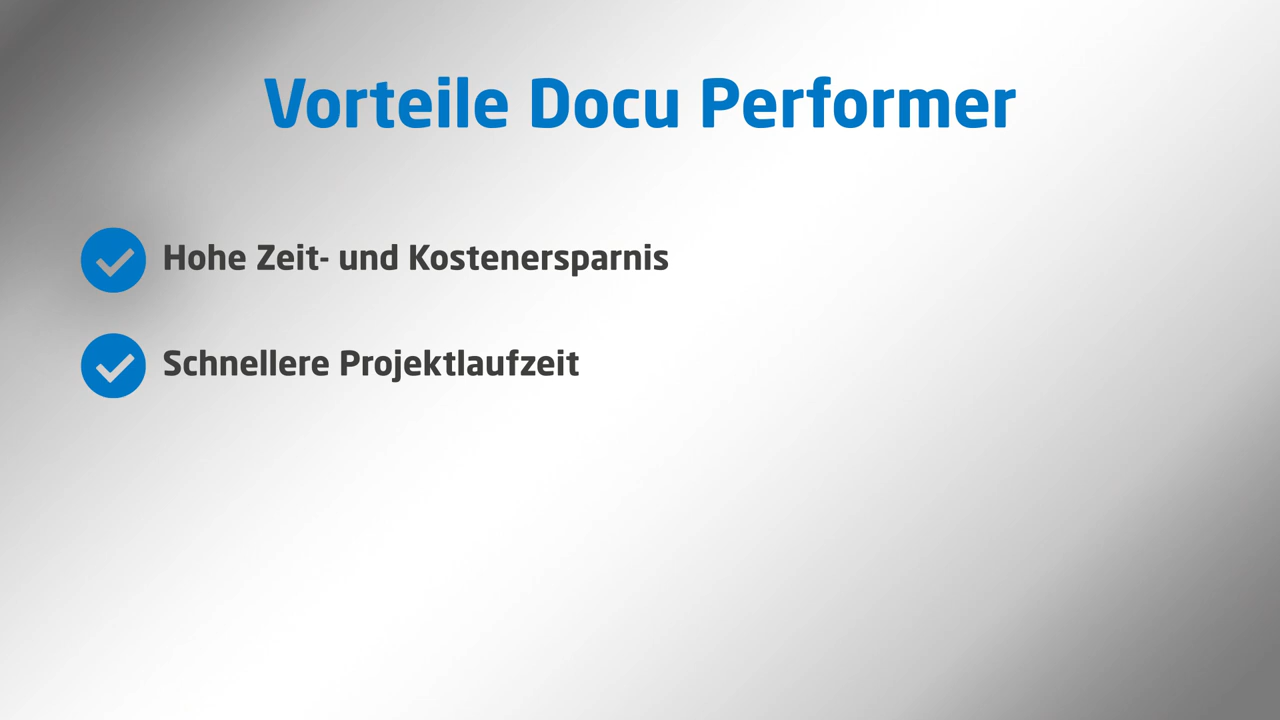 Vorteile Docu Performer
Hohe Zeit- und Kostenersparnis
Schnellere Projektlaufzeit